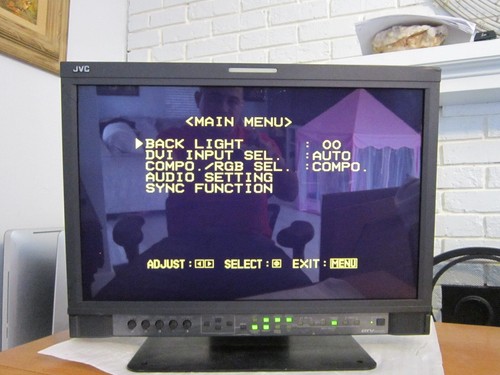 JVC
<MAIN MENU>
▶BACK LIGHT : 00
DVI INPUT SEL. :AUTO
COMPO./RGB SEL. :COMPO.
AUDIO SETTING
SYNC FUNCTION
ADJUST:◀▶ SELECT:◆ EXIT:MENU